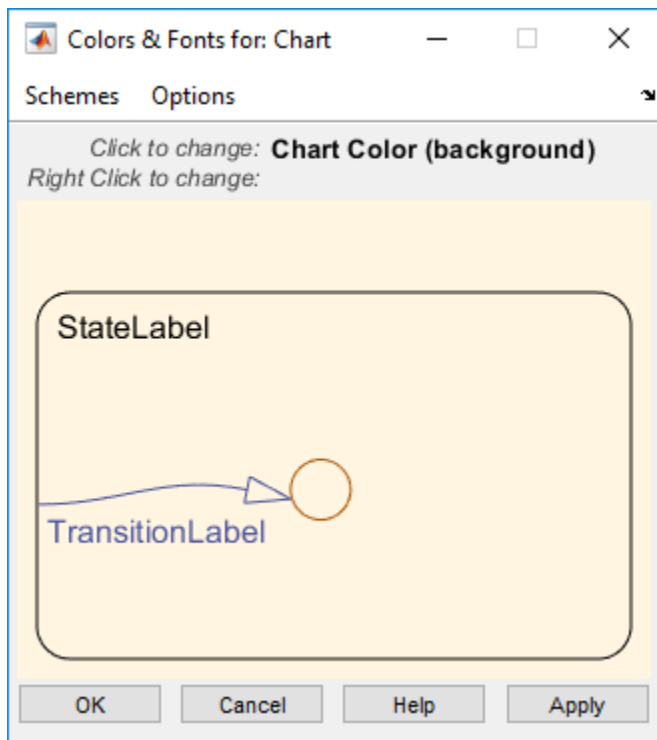 Colors & Fonts for: Chart
Schemes Options
Click to change: Chart Color (background)
Right Click to change:
StateLabel
TransitionLabel
OK Cancel Help Apply